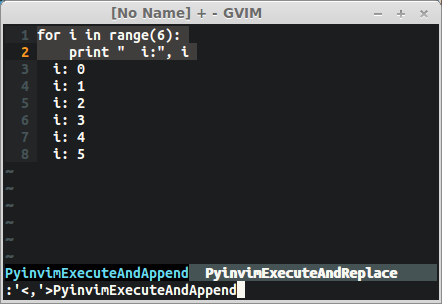 [No Name] + - GVIM
1 for i in range(6):
2     print "  i:", i
3   i: 0
4   i: 1
5   i: 2
6   i: 3
7   i: 4
8   i: 5
~
~
~
~
~
PyinvimExecuteAndAppend  PyinvimExecuteAndReplace
:'<,'>PyinvimExecuteAndAppend